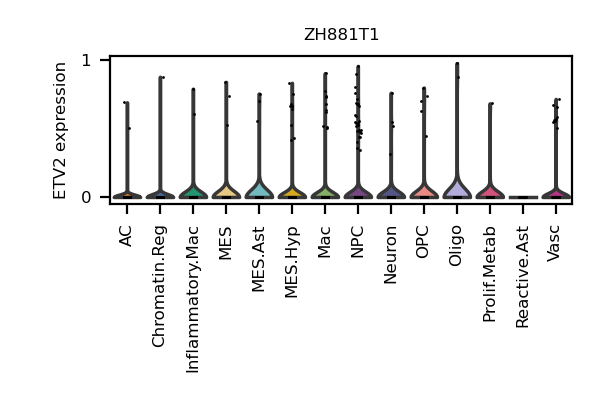 ZH881T1
ETV2 expression
1
0
AC
Chromatin.Reg
Inflammatory.Mac
MES
MES.Ast
MES.Hyp
Mac
NPC
Neuron
OPC
Oligo
Prolif.Metab
Reactive.Ast
Vasc